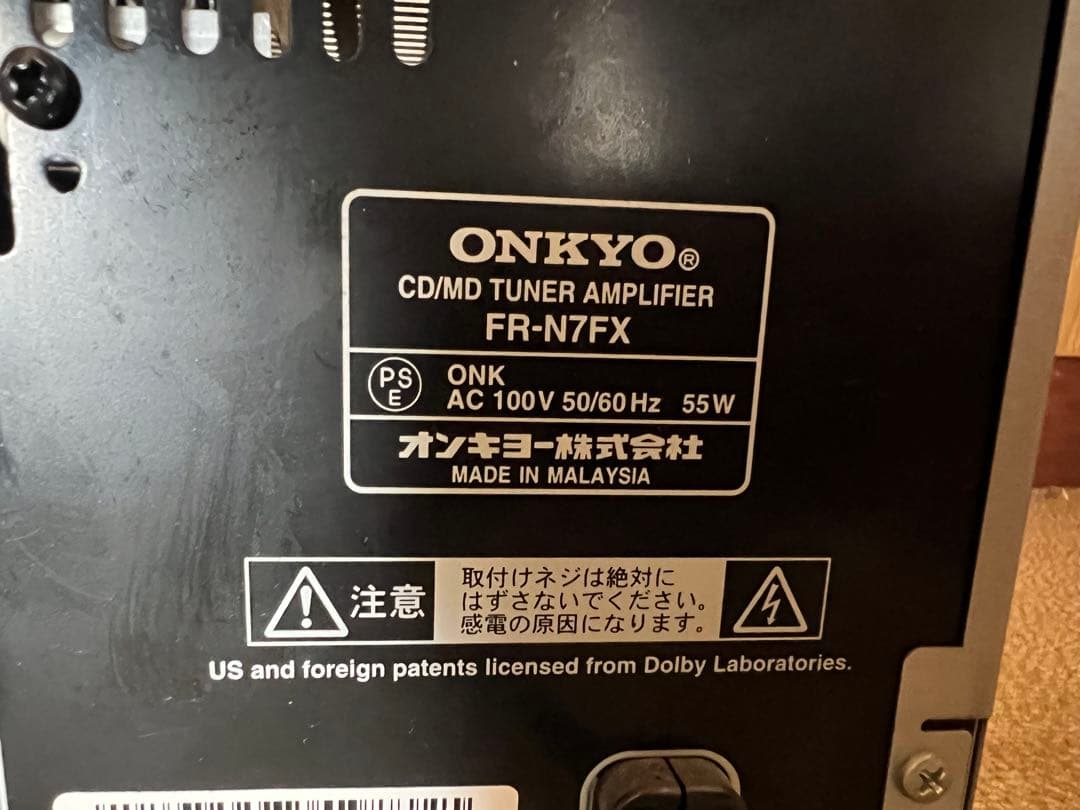 ONKYO®
CD/MD TUNER AMPLIFIER
FR-N7FX
PS E
ONK
AC 100V 50/60Hz 55W
オンキヨー株式会社
MADE IN MALAYSIA
注意
取付けネジは絶対に
はずさないでください。
感電の原因になります。
US and foreign patents licensed from Dolby Laboratories.